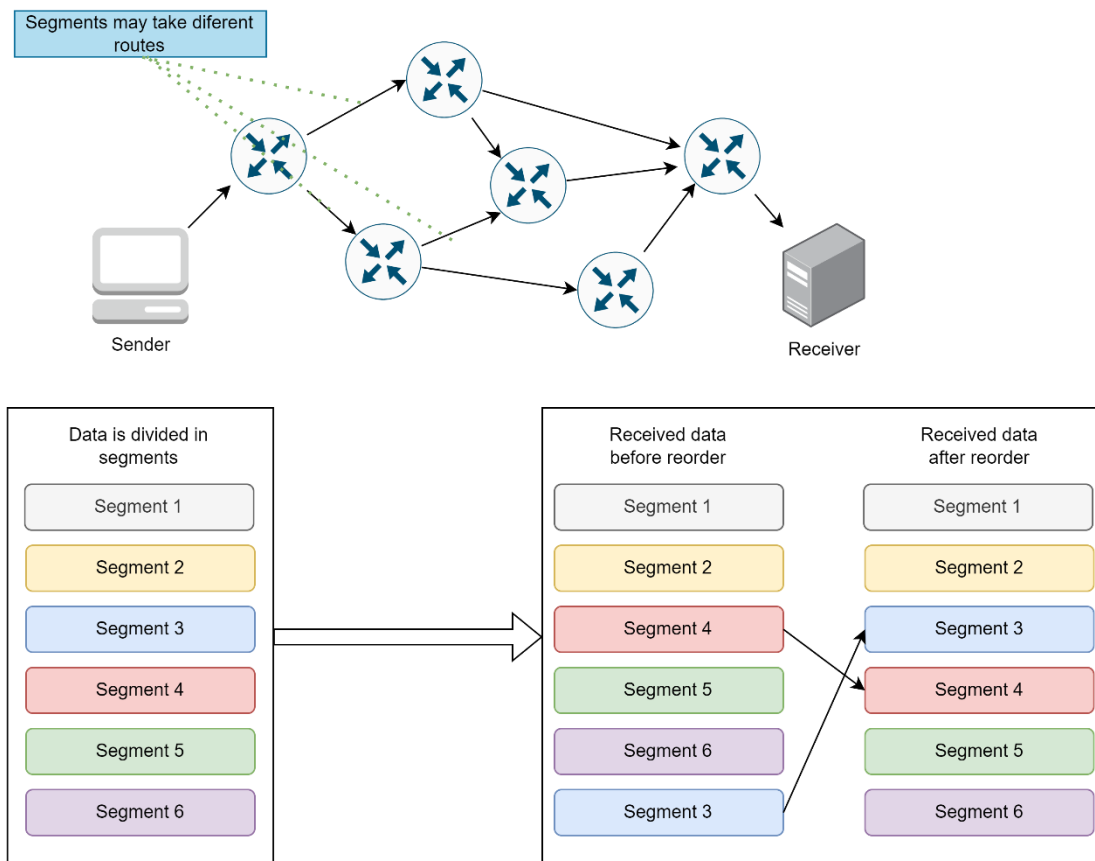 Segments may take diferent
routes
Sender
Receiver
Data is divided in
segments
Segment 1
Segment 2
Segment 3
Segment 4
Segment 5
Segment 6
Received data
before reorder
Segment 1
Segment 2
Segment 4
Segment 5
Segment 6
Segment 3
Received data
after reorder
Segment 1
Segment 2
Segment 3
Segment 4
Segment 5
Segment 6